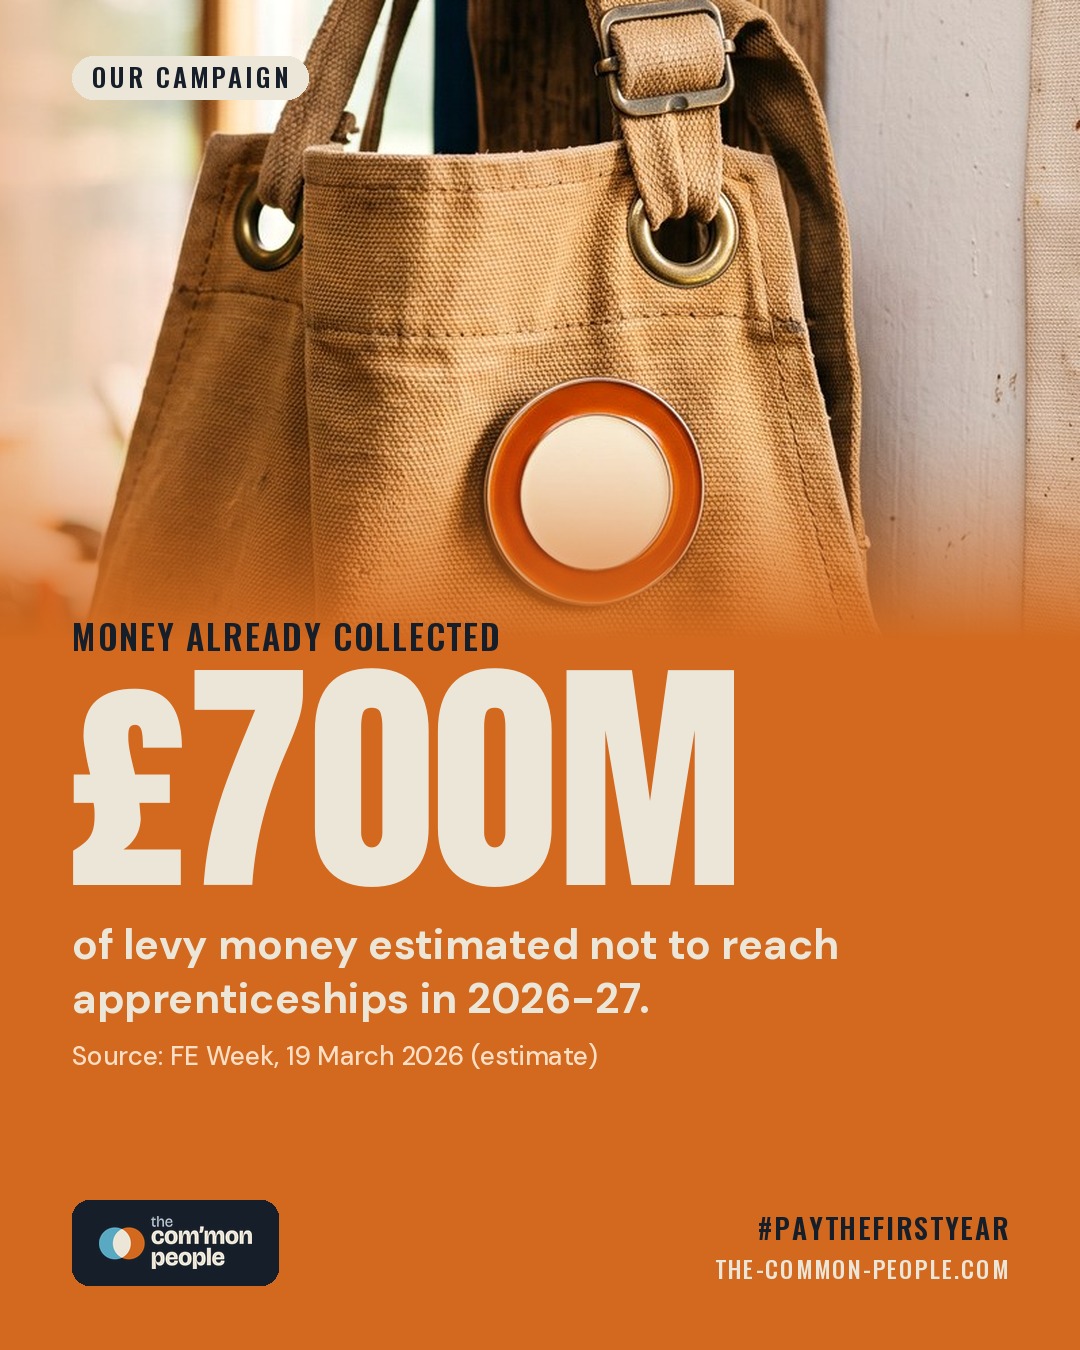 OUR CAMPAIGN
MONEY ALREADY COLLECTED
£700M
of levy money estimated not to reach
apprenticeships in 2026-27.
Source: FE Week, 19 March 2026 (estimate)
the
com'mon
people
#PAYTHEFIRSTYEAR
THE-COMMON-PEOPLE.COM